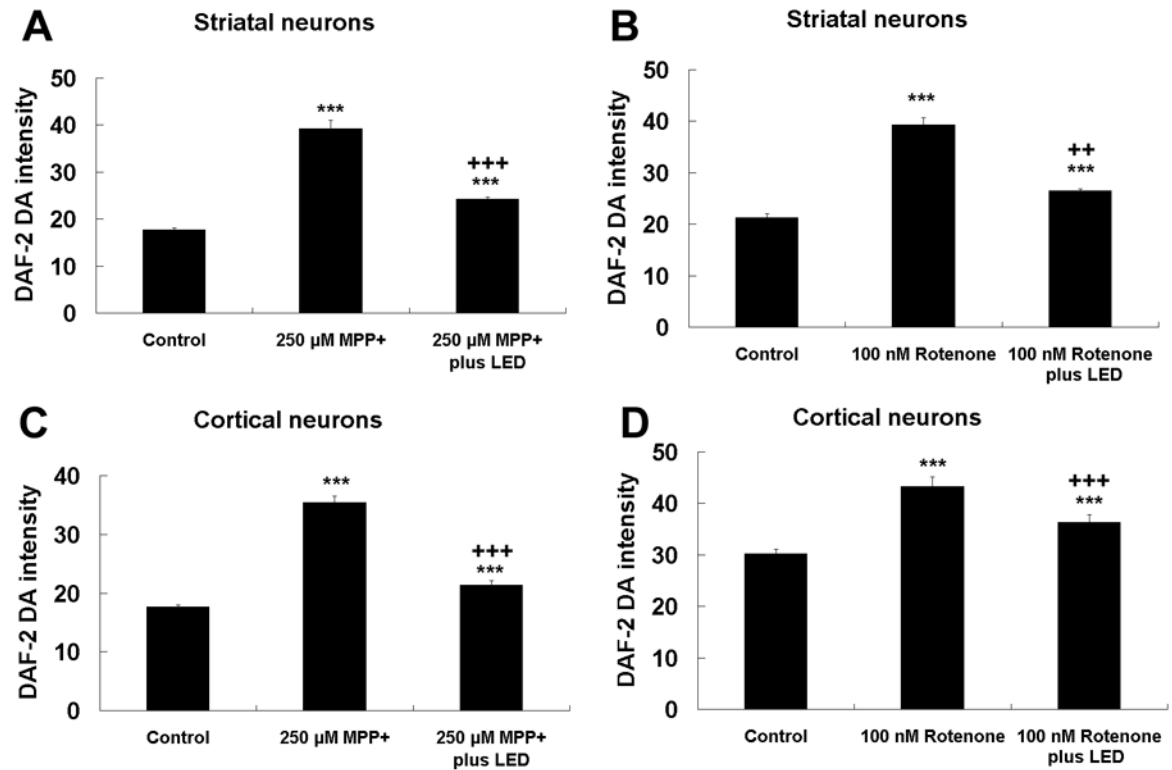 A
Striatal neurons
DAF-2 DA intensity
50
40
30
20
10
0
***
+++
***
Control
250 µM MPP+
250 µM MPP+
plus LED
B
Striatal neurons
DAF-2 DA intensity
50
40
30
20
10
0
***
++
***
Control
100 nM Rotenone
100 nM Rotenone
plus LED
C
Cortical neurons
DAF-2 DA intensity
40
30
20
10
0
***
+++
***
Control
250 µM MPP+
250 µM MPP+
plus LED
D
Cortical neurons
DAF-2 DA intensity
50
40
30
20
10
0
***
+++
***
Control
100 nM Rotenone
100 nM Rotenone
plus LED